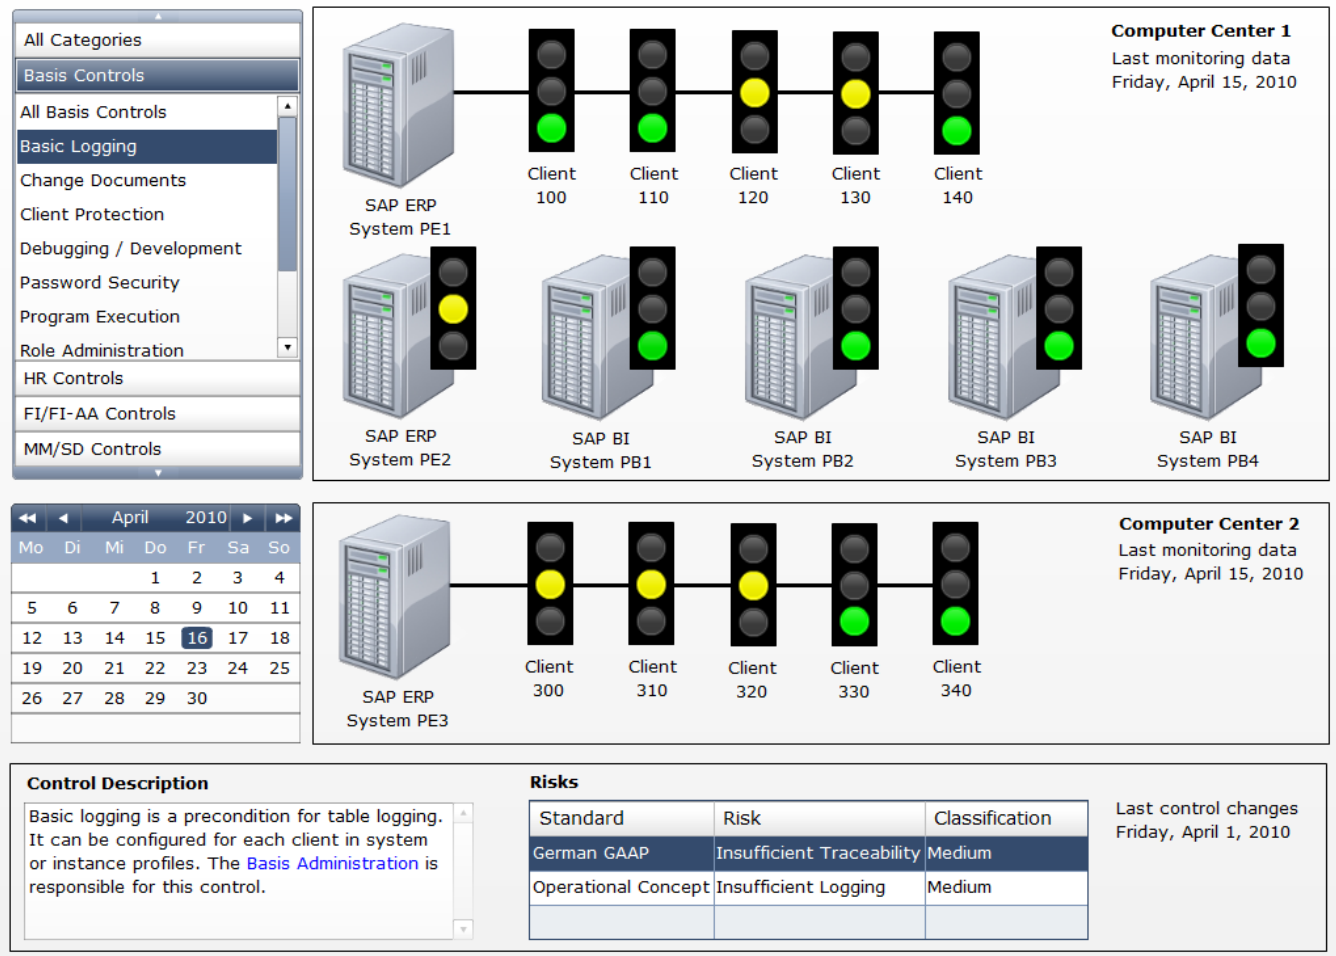 All Categories
Basis Controls
All Basis Controls
Basic Logging
Change Documents
Client Protection
Debugging / Development
Password Security
Program Execution
Role Administration
HR Controls
FI/FI-AA Controls
MM/SD Controls
Computer Center 1
Last monitoring data
Friday, April 15, 2010
SAP ERP
System PE1
Client
100
Client
110
Client
120
Client
130
Client
140
SAP ERP
System PE2
SAP BI
System PB1
SAP BI
System PB2
SAP BI
System PB3
SAP BI
System PB4
April 2010
Mo Di Mi Do Fr Sa So
1 2 3 4
5 6 7 8 9 10 11
12 13 14 15 16 17 18
19 20 21 22 23 24 25
26 27 28 29 30
Computer Center 2
Last monitoring data
Friday, April 15, 2010
SAP ERP
System PE3
Client
300
Client
310
Client
320
Client
330
Client
340
Control Description
Basic logging is a precondition for table logging.
It can be configured for each client in system
or instance profiles. The Basis Administration is
responsible for this control.
Risks
Standard Risk Classification
German GAAP Insufficient Traceability Medium
Operational Concept Insufficient Logging Medium
Last control changes
Friday, April 1, 2010